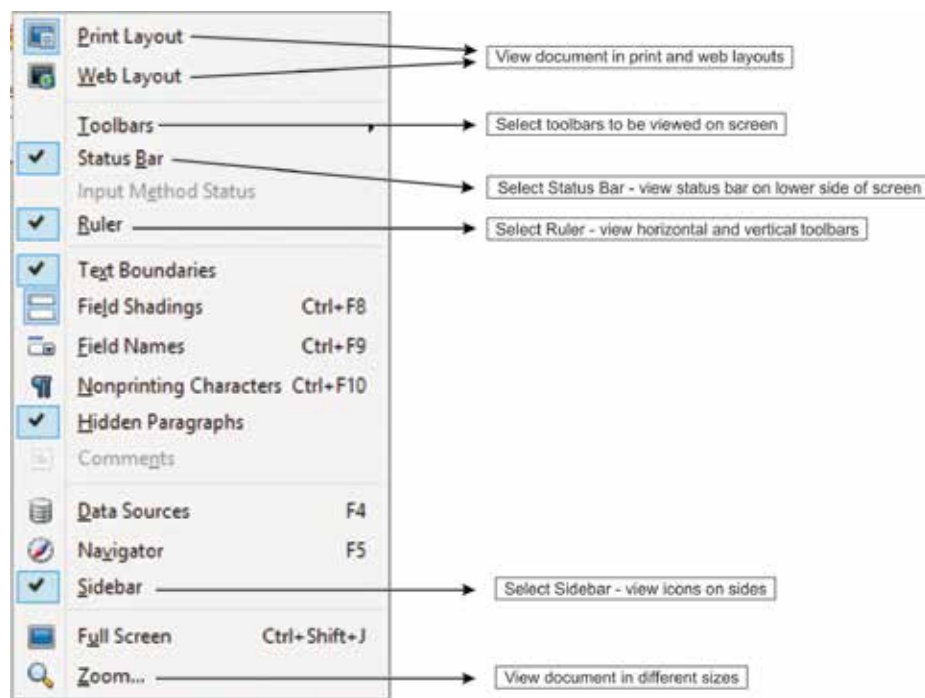 Print Layout
View document in print and web layouts
Web Layout
Toolbars
Select toolbars to be viewed on screen
Status Bar
Select Status Bar - view status bar on lower side of screen
Input Method Status
Ruler
Select Ruler - view horizontal and vertical toolbars
Text Boundaries
Field Shadings Ctrl+F8
Field Names Ctrl+F9
Nonprinting Characters Ctrl+F10
Hidden Paragraphs
Comments
Data Sources F4
Navigator F5
Sidebar
Select Sidebar - view icons on sides
Full Screen Ctrl+Shift+J
Zoom...
View document in different sizes